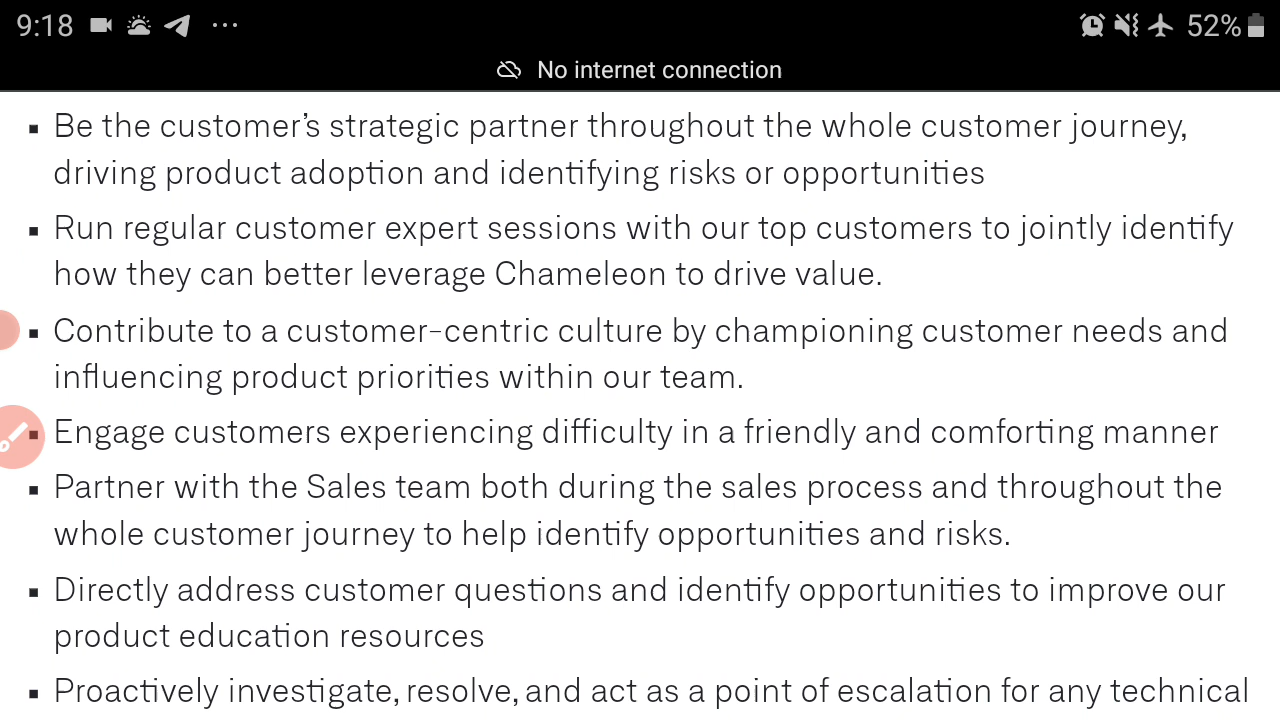 9:18 ... 52%
No internet connection
▪ Be the customer’s strategic partner throughout the whole customer journey,
driving product adoption and identifying risks or opportunities
▪ Run regular customer expert sessions with our top customers to jointly identify
how they can better leverage Chameleon to drive value.
▪ Contribute to a customer-centric culture by championing customer needs and
influencing product priorities within our team.
▪ Engage customers experiencing difficulty in a friendly and comforting manner
▪ Partner with the Sales team both during the sales process and throughout the
whole customer journey to help identify opportunities and risks.
▪ Directly address customer questions and identify opportunities to improve our
product education resources
▪ Proactively investigate, resolve, and act as a point of escalation for any technical